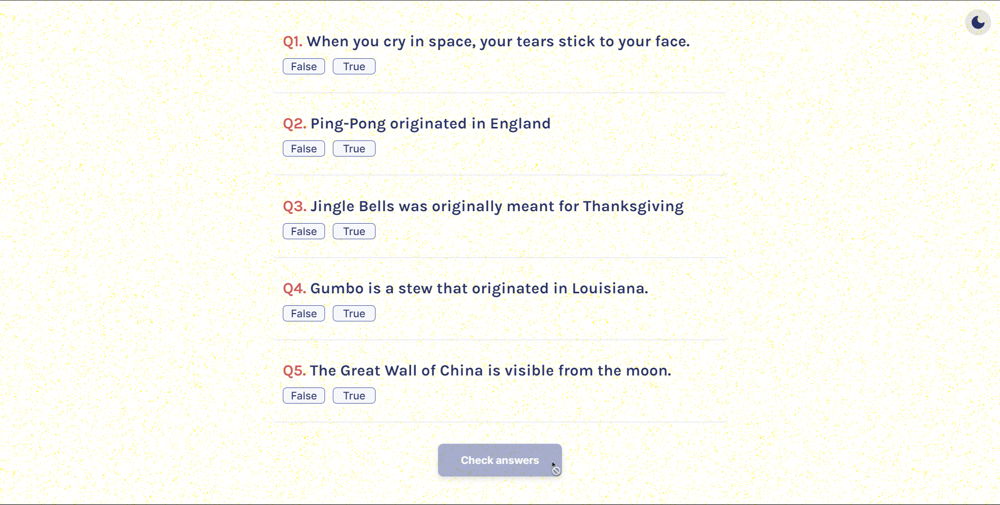 Q1. When you cry in space, your tears stick to your face.
False True
Q2. Ping-Pong originated in England
False True
Q3. Jingle Bells was originally meant for Thanksgiving
False True
Q4. Gumbo is a stew that originated in Louisiana.
False True
Q5. The Great Wall of China is visible from the moon.
False True
Check answers